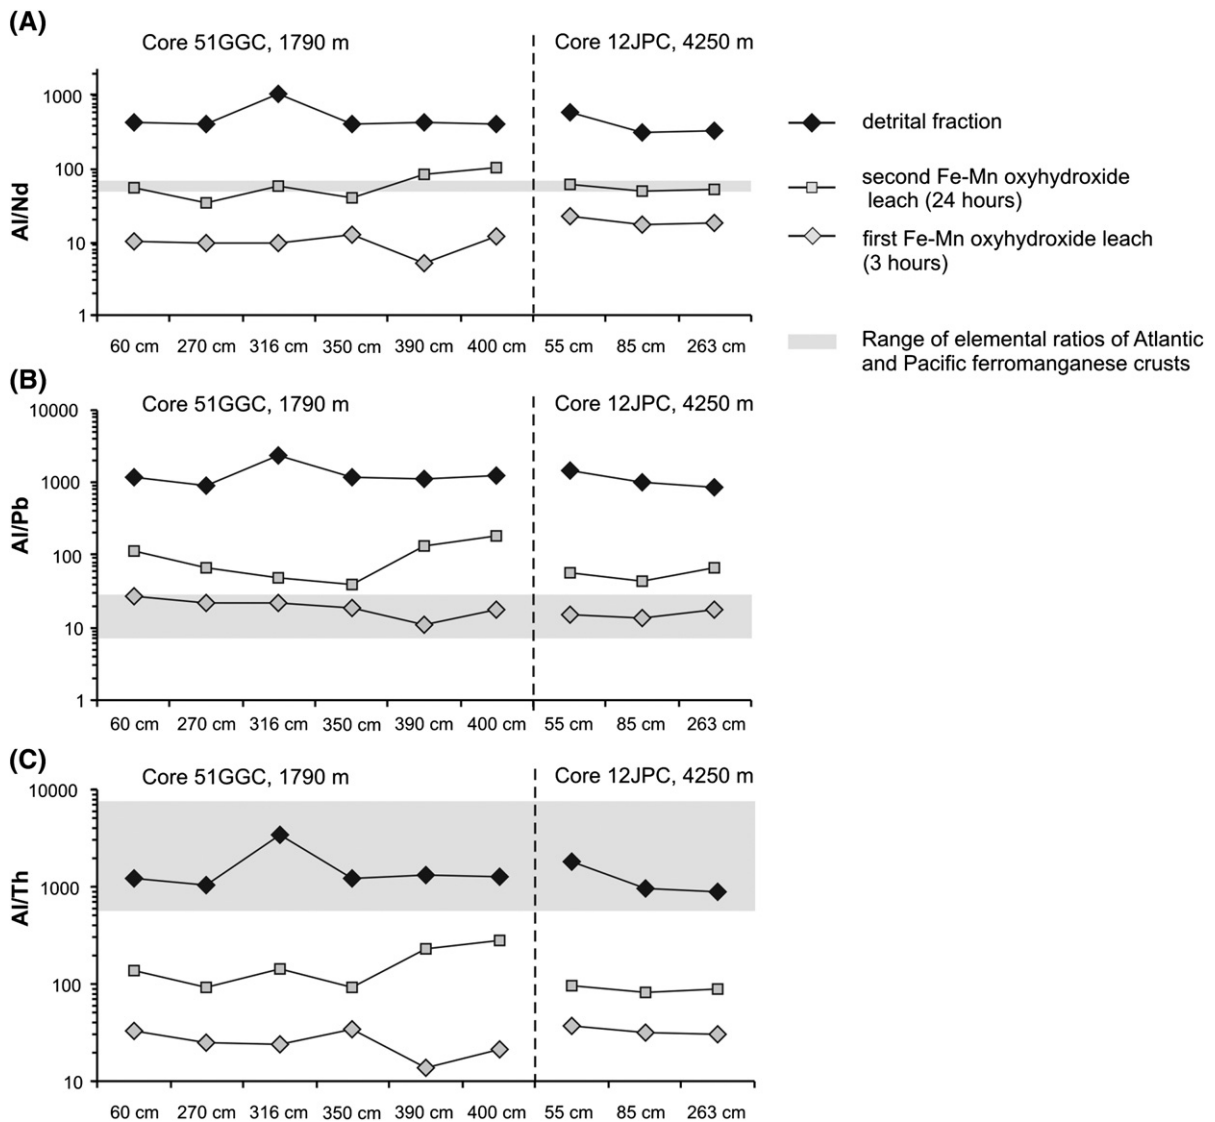 (A)
Core 51GGC, 1790 m
Core 12JPC, 4250 m
Al/Nd
1000
100
10
1
60 cm 270 cm 316 cm 350 cm 390 cm 400 cm 55 cm 85 cm 263 cm
detrital fraction
second Fe-Mn oxyhydroxide
leach (24 hours)
first Fe-Mn oxyhydroxide leach
(3 hours)
Range of elemental ratios of Atlantic
and Pacific ferromanganese crusts
(B)
Core 51GGC, 1790 m
Core 12JPC, 4250 m
Al/Pb
10000
1000
100
10
1
60 cm 270 cm 316 cm 350 cm 390 cm 400 cm 55 cm 85 cm 263 cm
(C)
Core 51GGC, 1790 m
Core 12JPC, 4250 m
Al/Th
10000
1000
100
10
60 cm 270 cm 316 cm 350 cm 390 cm 400 cm 55 cm 85 cm 263 cm